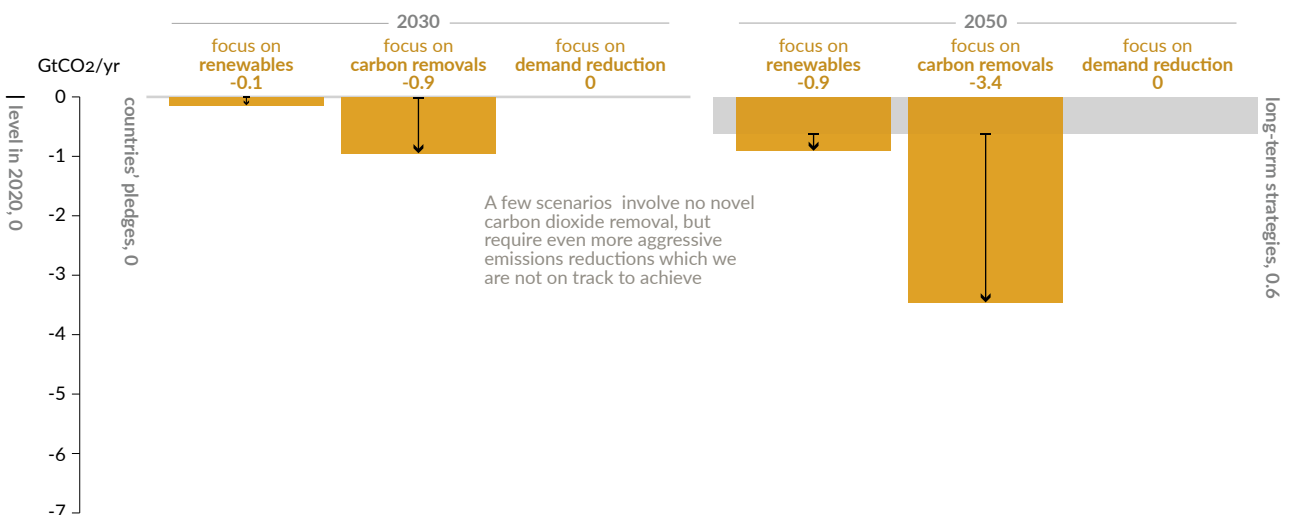 2030
2050
GtCO2/yr
focus on
renewables
-0.1
focus on
carbon removals
-0.9
focus on
demand reduction
0
focus on
renewables
-0.9
focus on
carbon removals
-3.4
focus on
demand reduction
0
level in 2020, 0
0
-1
-2
-3
-4
-5
-6
-7
countries' pledges, 0
A few scenarios  involve no novel
carbon dioxide removal, but
require even more aggressive
emissions reductions which we
are not on track to achieve
long-term strategies, 0.6